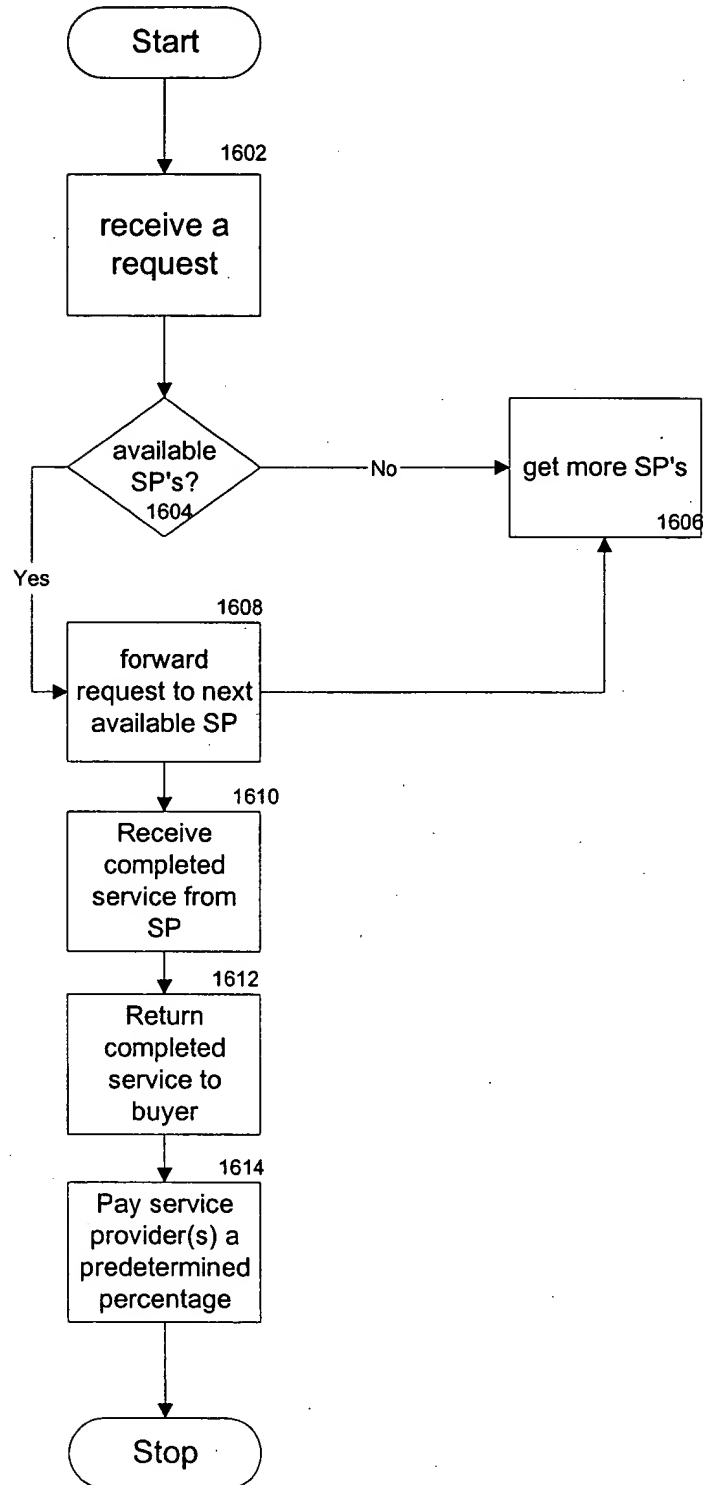 Start
1602
receive a
request
available
SP's?
1604
No
get more SP's
1606
Yes
1608
forward
request to next
available SP
1610
Receive
completed
service from
SP
1612
Return
completed
service to
buyer
1614
Pay service
provider(s) a
predetermined
percentage
Stop